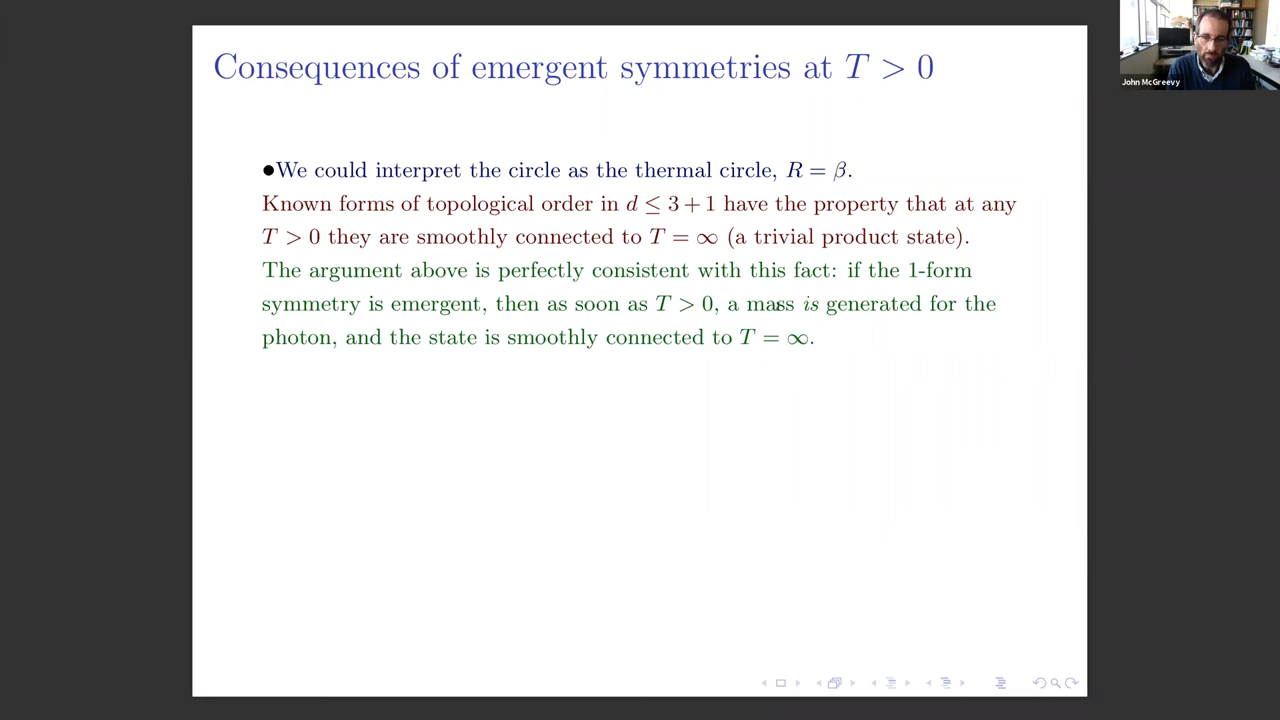 Consequences of emergent symmetries at T > 0
John McGreevy
●We could interpret the circle as the thermal circle, R = β.
Known forms of topological order in d ≤ 3 + 1 have the property that at any
T > 0 they are smoothly connected to T = ∞ (a trivial product state).
The argument above is perfectly consistent with this fact: if the 1-form
symmetry is emergent, then as soon as T > 0, a mass is generated for the
photon, and the state is smoothly connected to T = ∞.